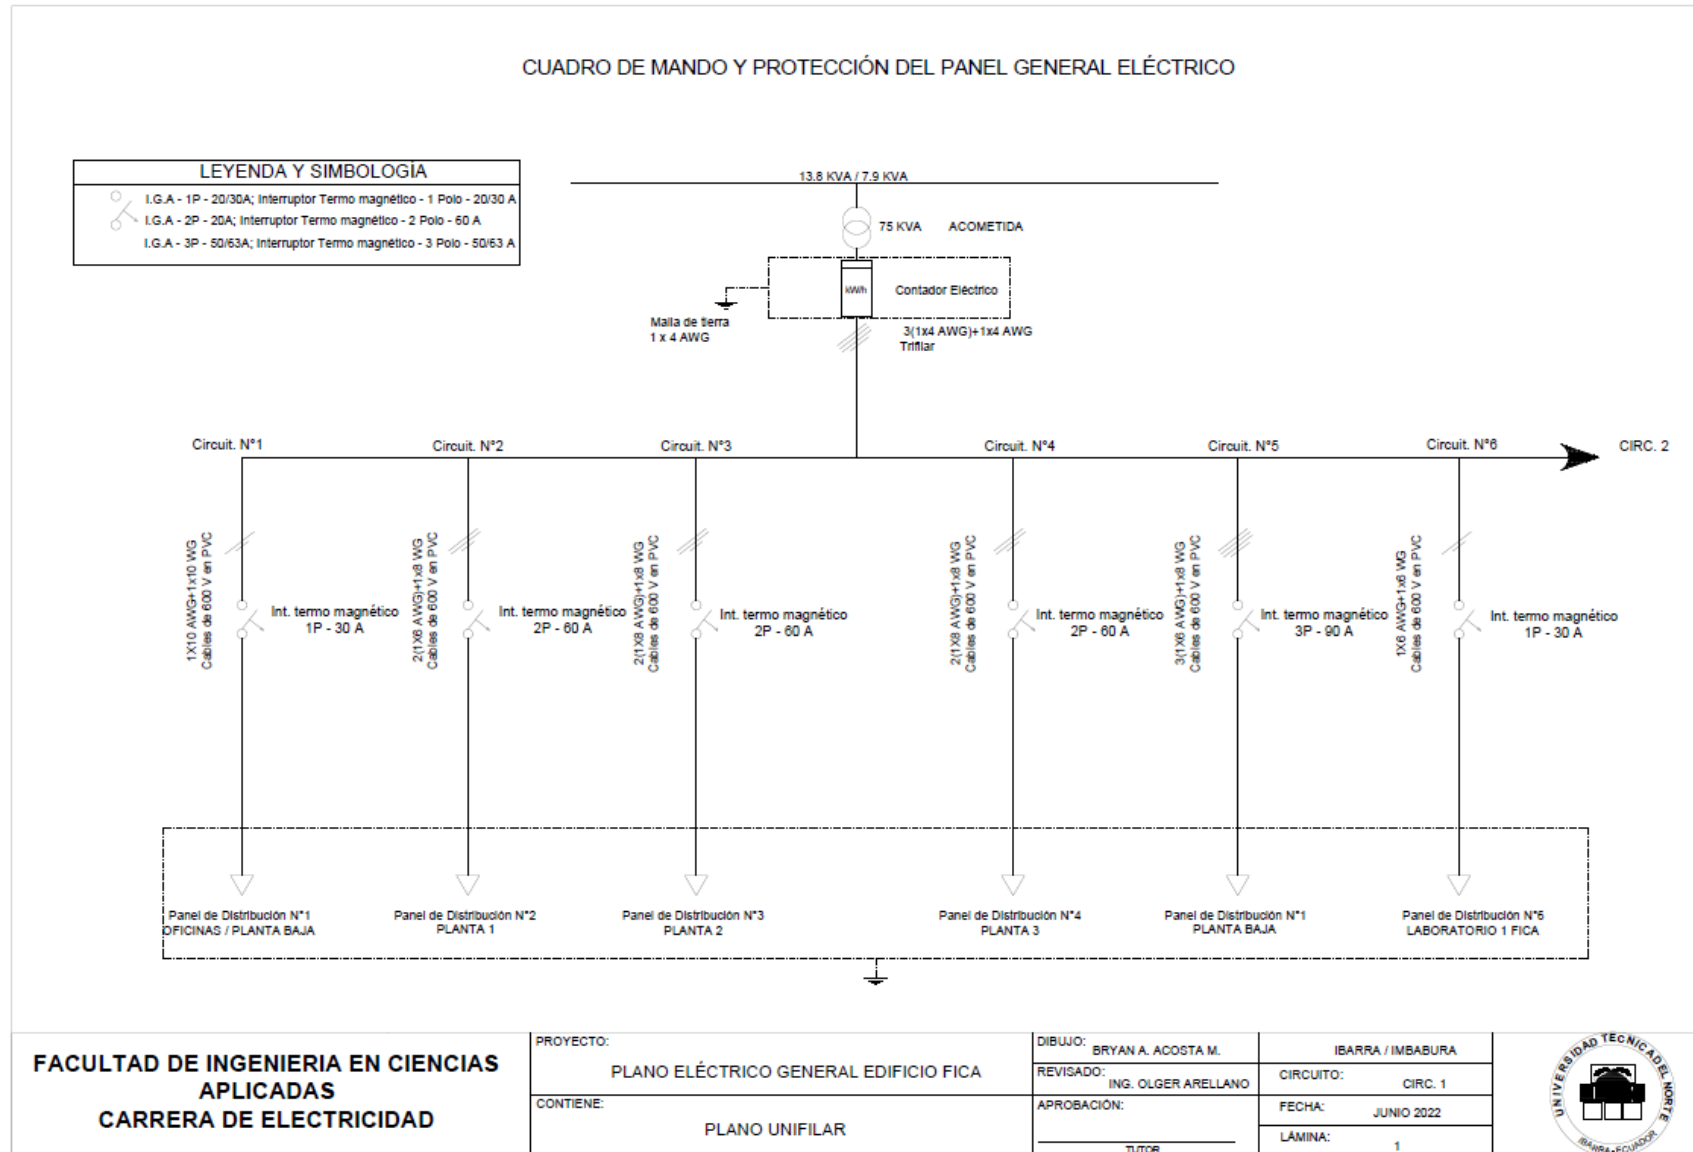 CUADRO DE MANDO Y PROTECCIÓN DEL PANEL GENERAL ELÉCTRICO
LEYENDA Y SIMBOLOGÍA
I.G.A - 1P - 20/30A; Interruptor Termo magnético - 1 Polo - 20/30 A
I.G.A - 2P - 20A; Interruptor Termo magnético - 2 Polo - 60 A
I.G.A - 3P - 50/63A; Interruptor Termo magnético - 3 Polo - 50/63 A
13.8 KVA / 7.9 KVA
75 KVA ACOMETIDA
kW/h
Contador Eléctrico
Malla de tierra
1 x 4 AWG
3(1x4 AWG)+1x4 AWG
Trifilar
Circuit. N°1
Circuit. N°2
Circuit. N°3
Circuit. N°4
Circuit. N°5
Circuit. N°6
CIRC. 2
1X10 AWG+1x10 WG
Cables de 600 V en PVC
Int. termo magnético
1P - 30 A
2(1X6 AWG)+1x8 WG
Cables de 600 V en PVC
Int. termo magnético
2P - 60 A
2(1X8 AWG)+1x8 WG
Cables de 600 V en PVC
Int. termo magnético
2P - 60 A
2(1X8 AWG)+1x8 WG
Cables de 600 V en PVC
Int. termo magnético
2P - 60 A
3(1X6 AWG)+1x8 WG
Cables de 600 V en PVC
Int. termo magnético
3P - 90 A
1X6 AWG+1x6 WG
Cables de 600 V en PVC
Int. termo magnético
1P - 30 A
Panel de Distribución N°1
OFICINAS / PLANTA BAJA
Panel de Distribución N°2
PLANTA 1
Panel de Distribución N°3
PLANTA 2
Panel de Distribución N°4
PLANTA 3
Panel de Distribución N°1
PLANTA BAJA
Panel de Distribución N°6
LABORATORIO 1 FICA
FACULTAD DE INGENIERIA EN CIENCIAS
APLICADAS
CARRERA DE ELECTRICIDAD
PROYECTO:
PLANO ELÉCTRICO GENERAL EDIFICIO FICA
CONTIENE:
PLANO UNIFILAR
DIBUJO: BRYAN A. ACOSTA M.
REVISADO:
ING. OLGER ARELLANO
APROBACIÓN:
TUTOR
IBARRA / IMBABURA
CIRCUITO: CIRC. 1
FECHA: JUNIO 2022
LÁMINA: 1
UNIVERSIDAD TECNICA DEL NORTE
IBARRA-ECUADOR